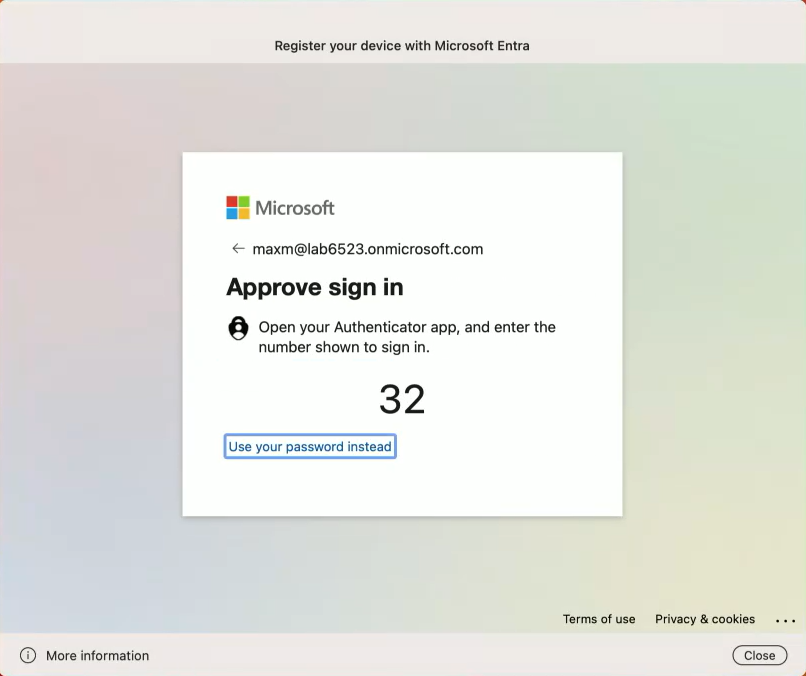 Register your device with Microsoft Entra
Microsoft
maxm@lab6523.onmicrosoft.com
Approve sign in
Open your Authenticator app, and enter the
number shown to sign in.
32
Use your password instead
Terms of use Privacy & cookies ...
More information Close